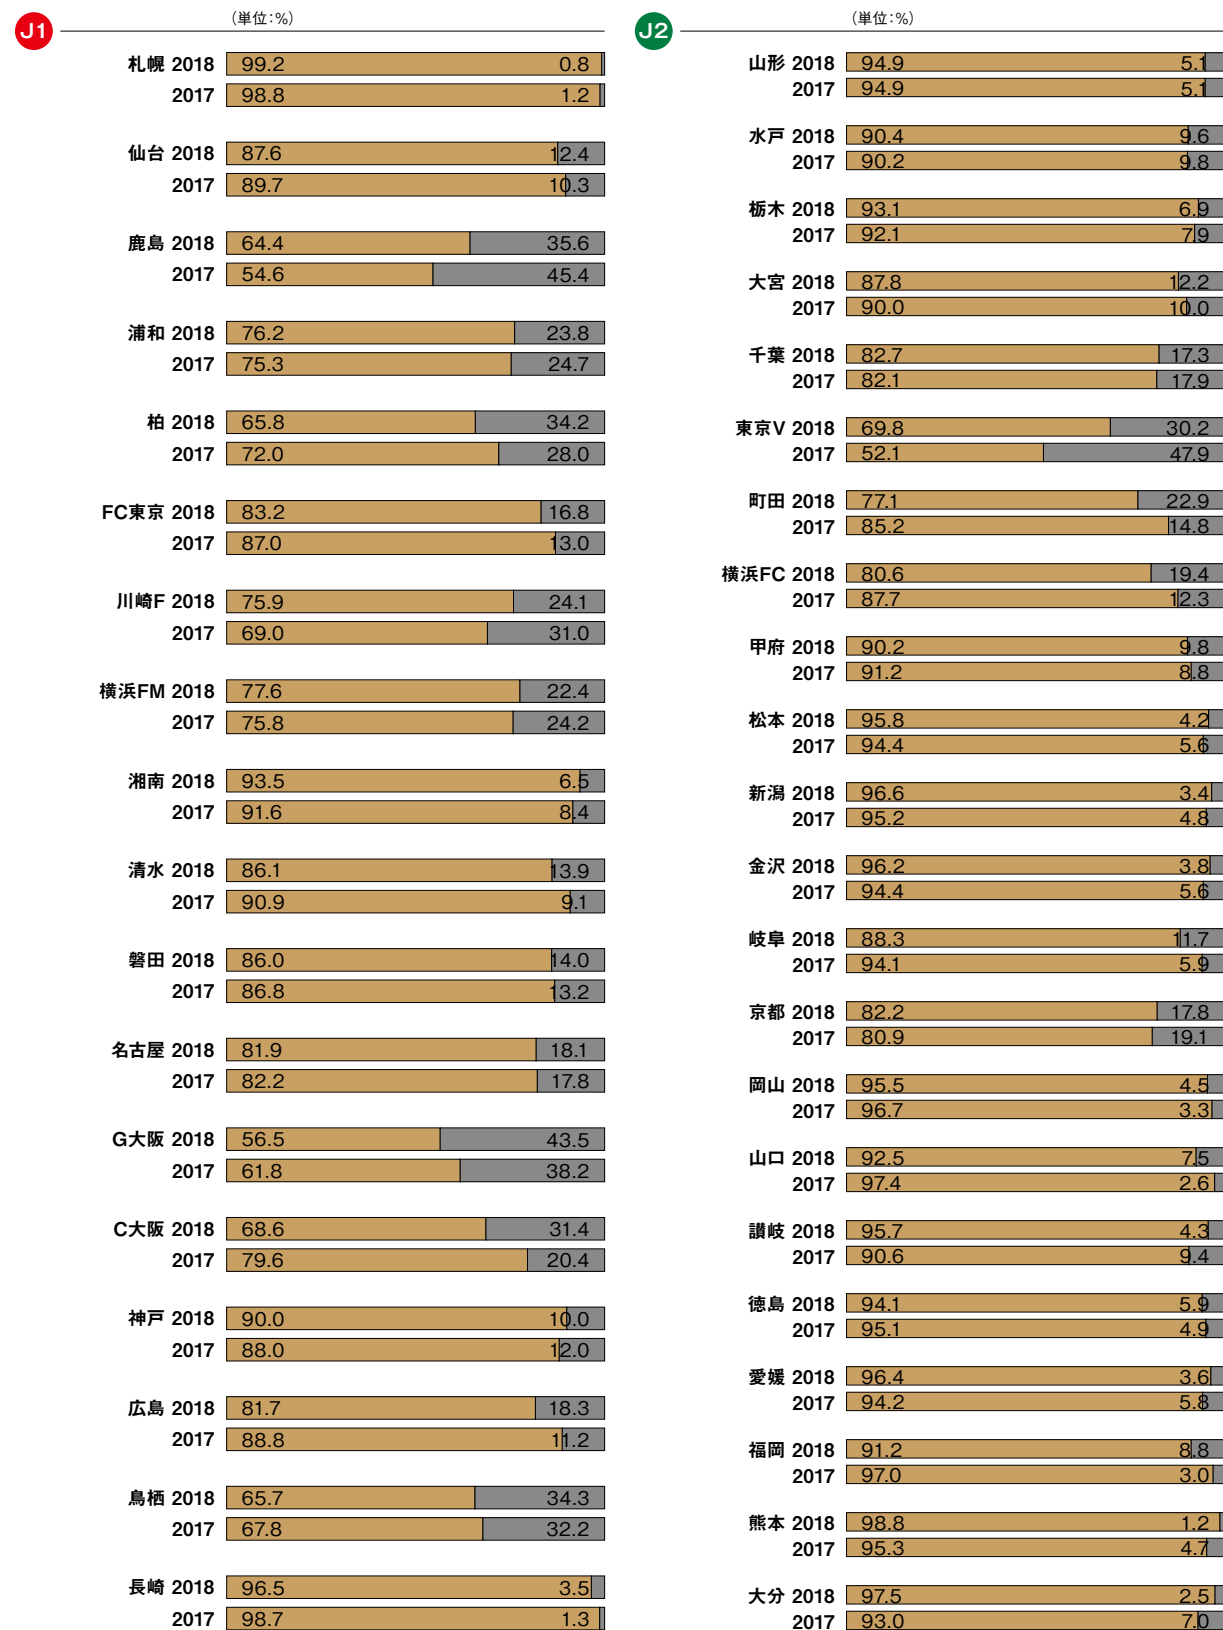 J1
(単位:%)
札幌 2018 99.2 0.8
2017 98.8 1.2
仙台 2018 87.6 12.4
2017 89.7 10.3
鹿島 2018 64.4 35.6
2017 54.6 45.4
浦和 2018 76.2 23.8
2017 75.3 24.7
柏 2018 65.8 34.2
2017 72.0 28.0
FC東京 2018 83.2 16.8
2017 87.0 13.0
川崎F 2018 75.9 24.1
2017 69.0 31.0
横浜FM 2018 77.6 22.4
2017 75.8 24.2
湘南 2018 93.5 6.5
2017 91.6 8.4
清水 2018 86.1 13.9
2017 90.9 9.1
磐田 2018 86.0 14.0
2017 86.8 13.2
名古屋 2018 81.9 18.1
2017 82.2 17.8
G大阪 2018 56.5 43.5
2017 61.8 38.2
C大阪 2018 68.6 31.4
2017 79.6 20.4
神戸 2018 90.0 10.0
2017 88.0 12.0
広島 2018 81.7 18.3
2017 88.8 11.2
鳥栖 2018 65.7 34.3
2017 67.8 32.2
長崎 2018 96.5 3.5
2017 98.7 1.3
J2
(単位:%)
山形 2018 94.9 5.1
2017 94.9 5.1
水戸 2018 90.4 9.6
2017 90.2 9.8
栃木 2018 93.1 6.9
2017 92.1 7.9
大宮 2018 87.8 12.2
2017 90.0 10.0
千葉 2018 82.7 17.3
2017 82.1 17.9
東京V 2018 69.8 30.2
2017 52.1 47.9
町田 2018 77.1 22.9
2017 85.2 14.8
横浜FC 2018 80.6 19.4
2017 87.7 12.3
甲府 2018 90.2 9.8
2017 91.2 8.8
松本 2018 95.8 4.2
2017 94.4 5.6
新潟 2018 96.6 3.4
2017 95.2 4.8
金沢 2018 96.2 3.8
2017 94.4 5.6
岐阜 2018 88.3 11.7
2017 94.1 5.9
京都 2018 82.2 17.8
2017 80.9 19.1
岡山 2018 95.5 4.5
2017 96.7 3.3
山口 2018 92.5 7.5
2017 97.4 2.6
讃岐 2018 95.7 4.3
2017 90.6 9.4
徳島 2018 94.1 5.9
2017 95.1 4.9
愛媛 2018 96.4 3.6
2017 94.2 5.8
福岡 2018 91.2 8.8
2017 97.0 3.0
熊本 2018 98.8 1.2
2017 95.3 4.7
大分 2018 97.5 2.5
2017 93.0 7.0